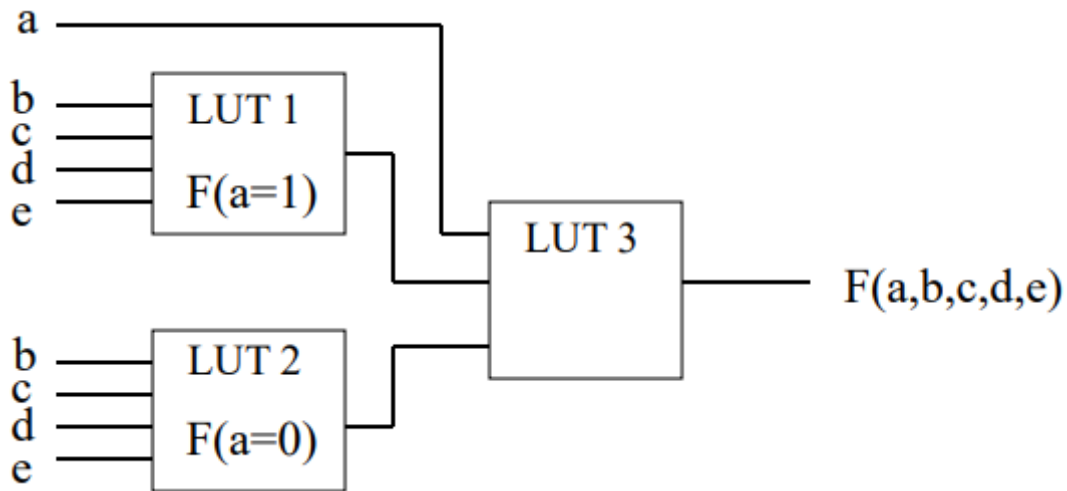 a
b
c
d
e
LUT 1
F(a=1)
LUT 3
F(a,b,c,d,e)
b
c
d
e
LUT 2
F(a=0)